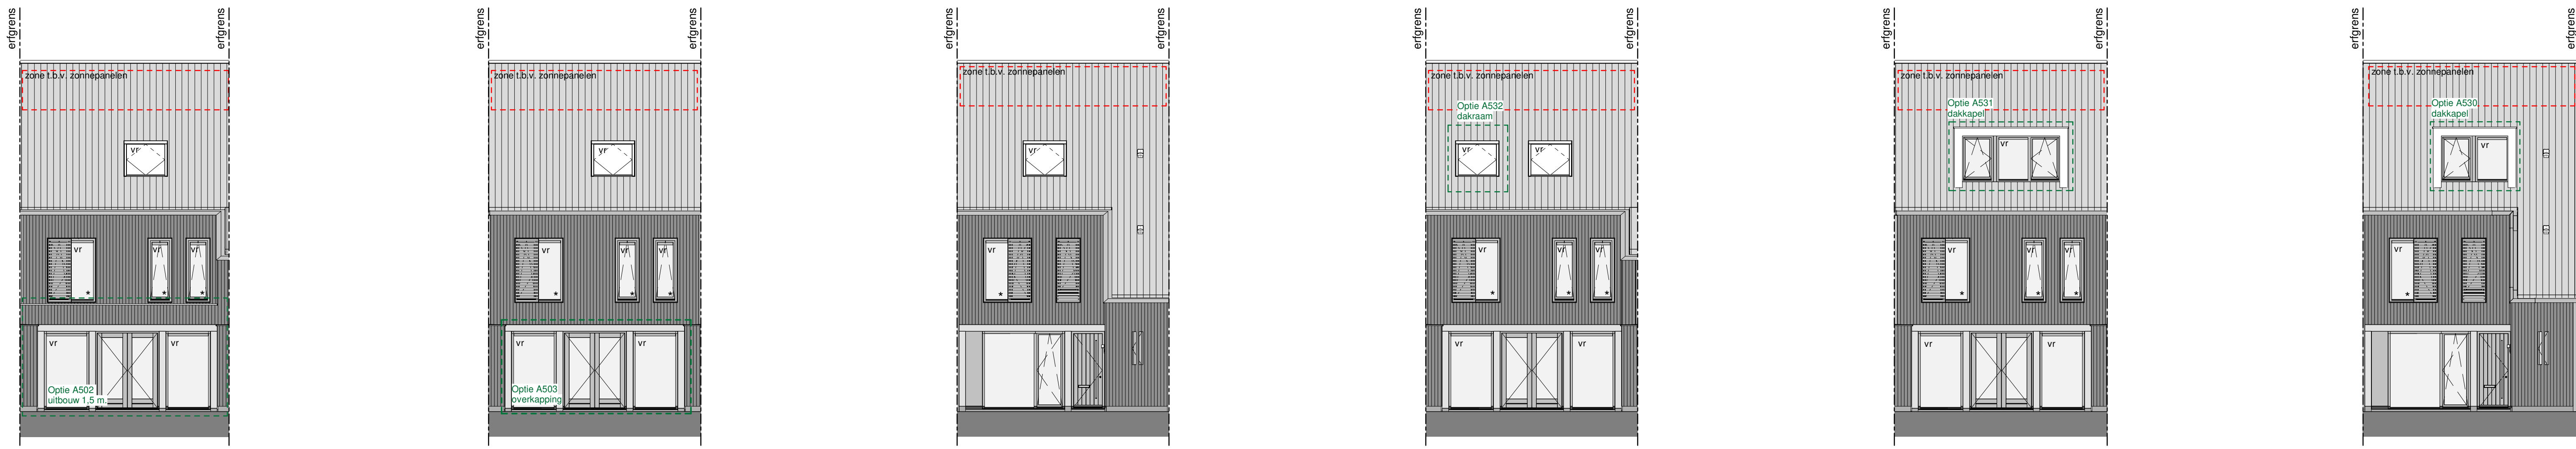 erfgrens
erfgrens
zone t.b.v. zonnepanelen
vr
vr
vr
vr
*
vr
vr
Optie A502
uitbouw 1,5 m.
erfgrens
erfgrens
zone t.b.v. zonnepanelen
vr
vr
vr
vr
*
vr
vr
Optie A503
overkapping
erfgrens
erfgrens
zone t.b.v. zonnepanelen
vr
vr
erfgrens
erfgrens
zone t.b.v. zonnepanelen
Optie A532
dakraam
vr
vr
vr
vr
vr
*
*
*
vr
vr
erfgrens
erfgrens
zone t.b.v. zonnepanelen
Optie A531
dakkapel
vr
vr
vr
vr
*
*
*
vr
vr
erfgrens
erfgrens
zone t.b.v. zonnepanelen
Optie A530
dakkapel
vr
vr